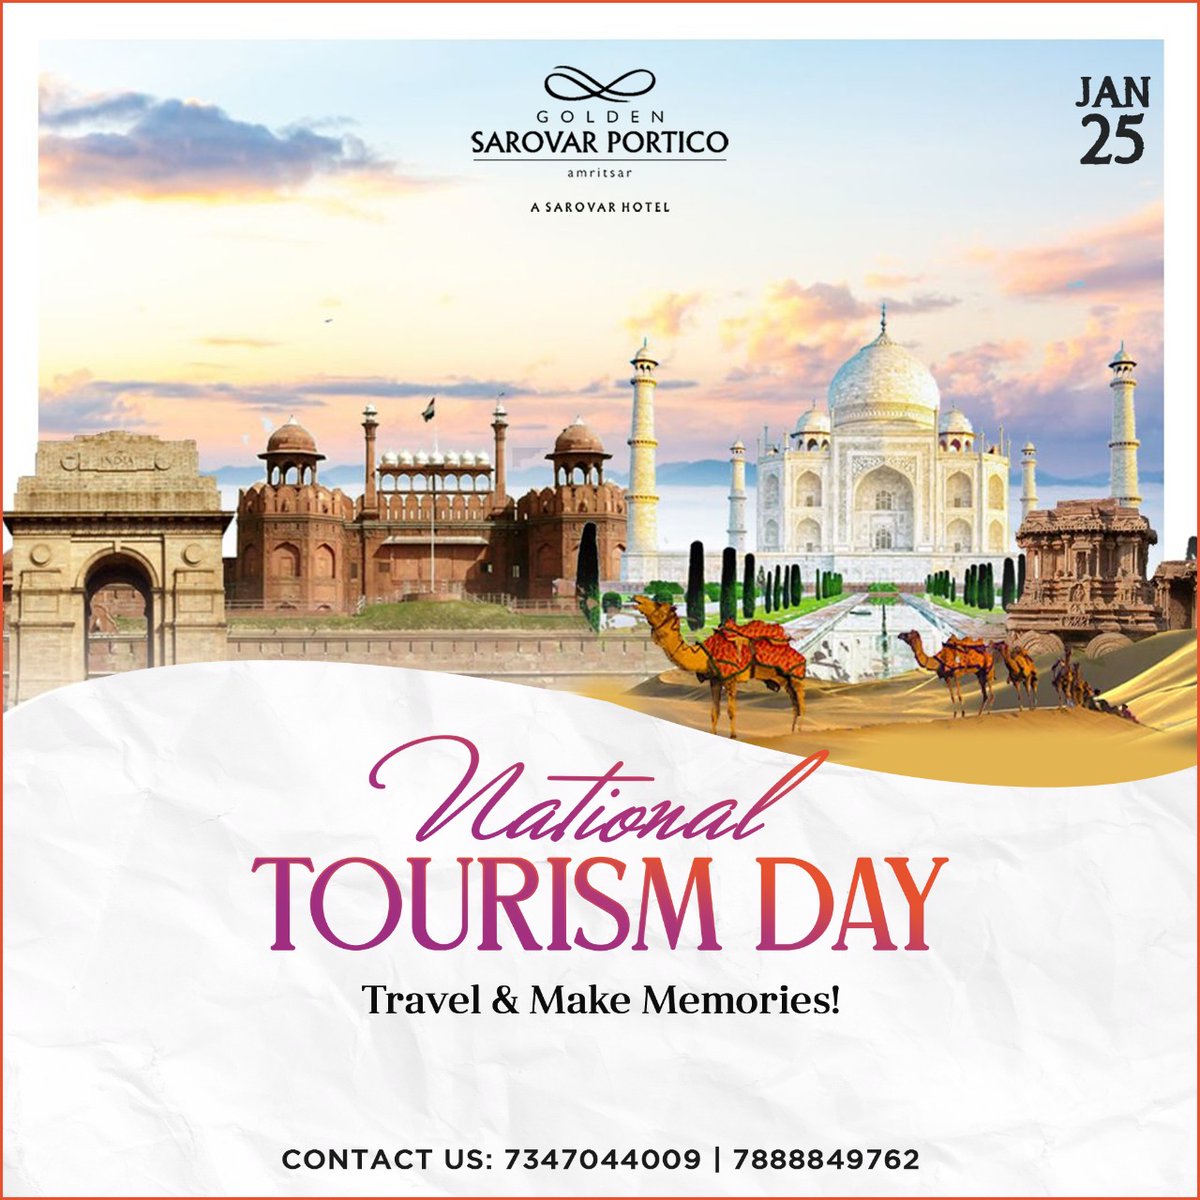 GOLDEN
SAROVAR PORTICO
amritsar
A SAROVAR HOTEL
JAN
25
INDIA
National
TOURISM DAY
Travel & Make Memories!
CONTACT US: 7347044009 | 7888849762